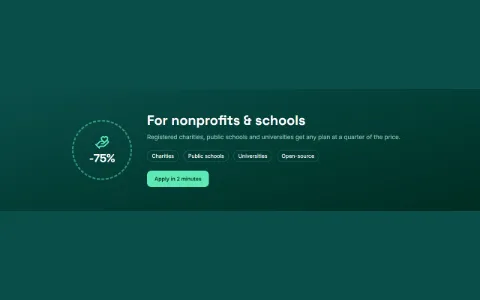 -75%
For nonprofits & schools
Registered charities, public schools and universities get any plan at a quarter of the price.
Charities Public schools Universities Open-source
Apply in 2 minutes